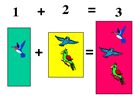 1 + 2 = 3
+ =